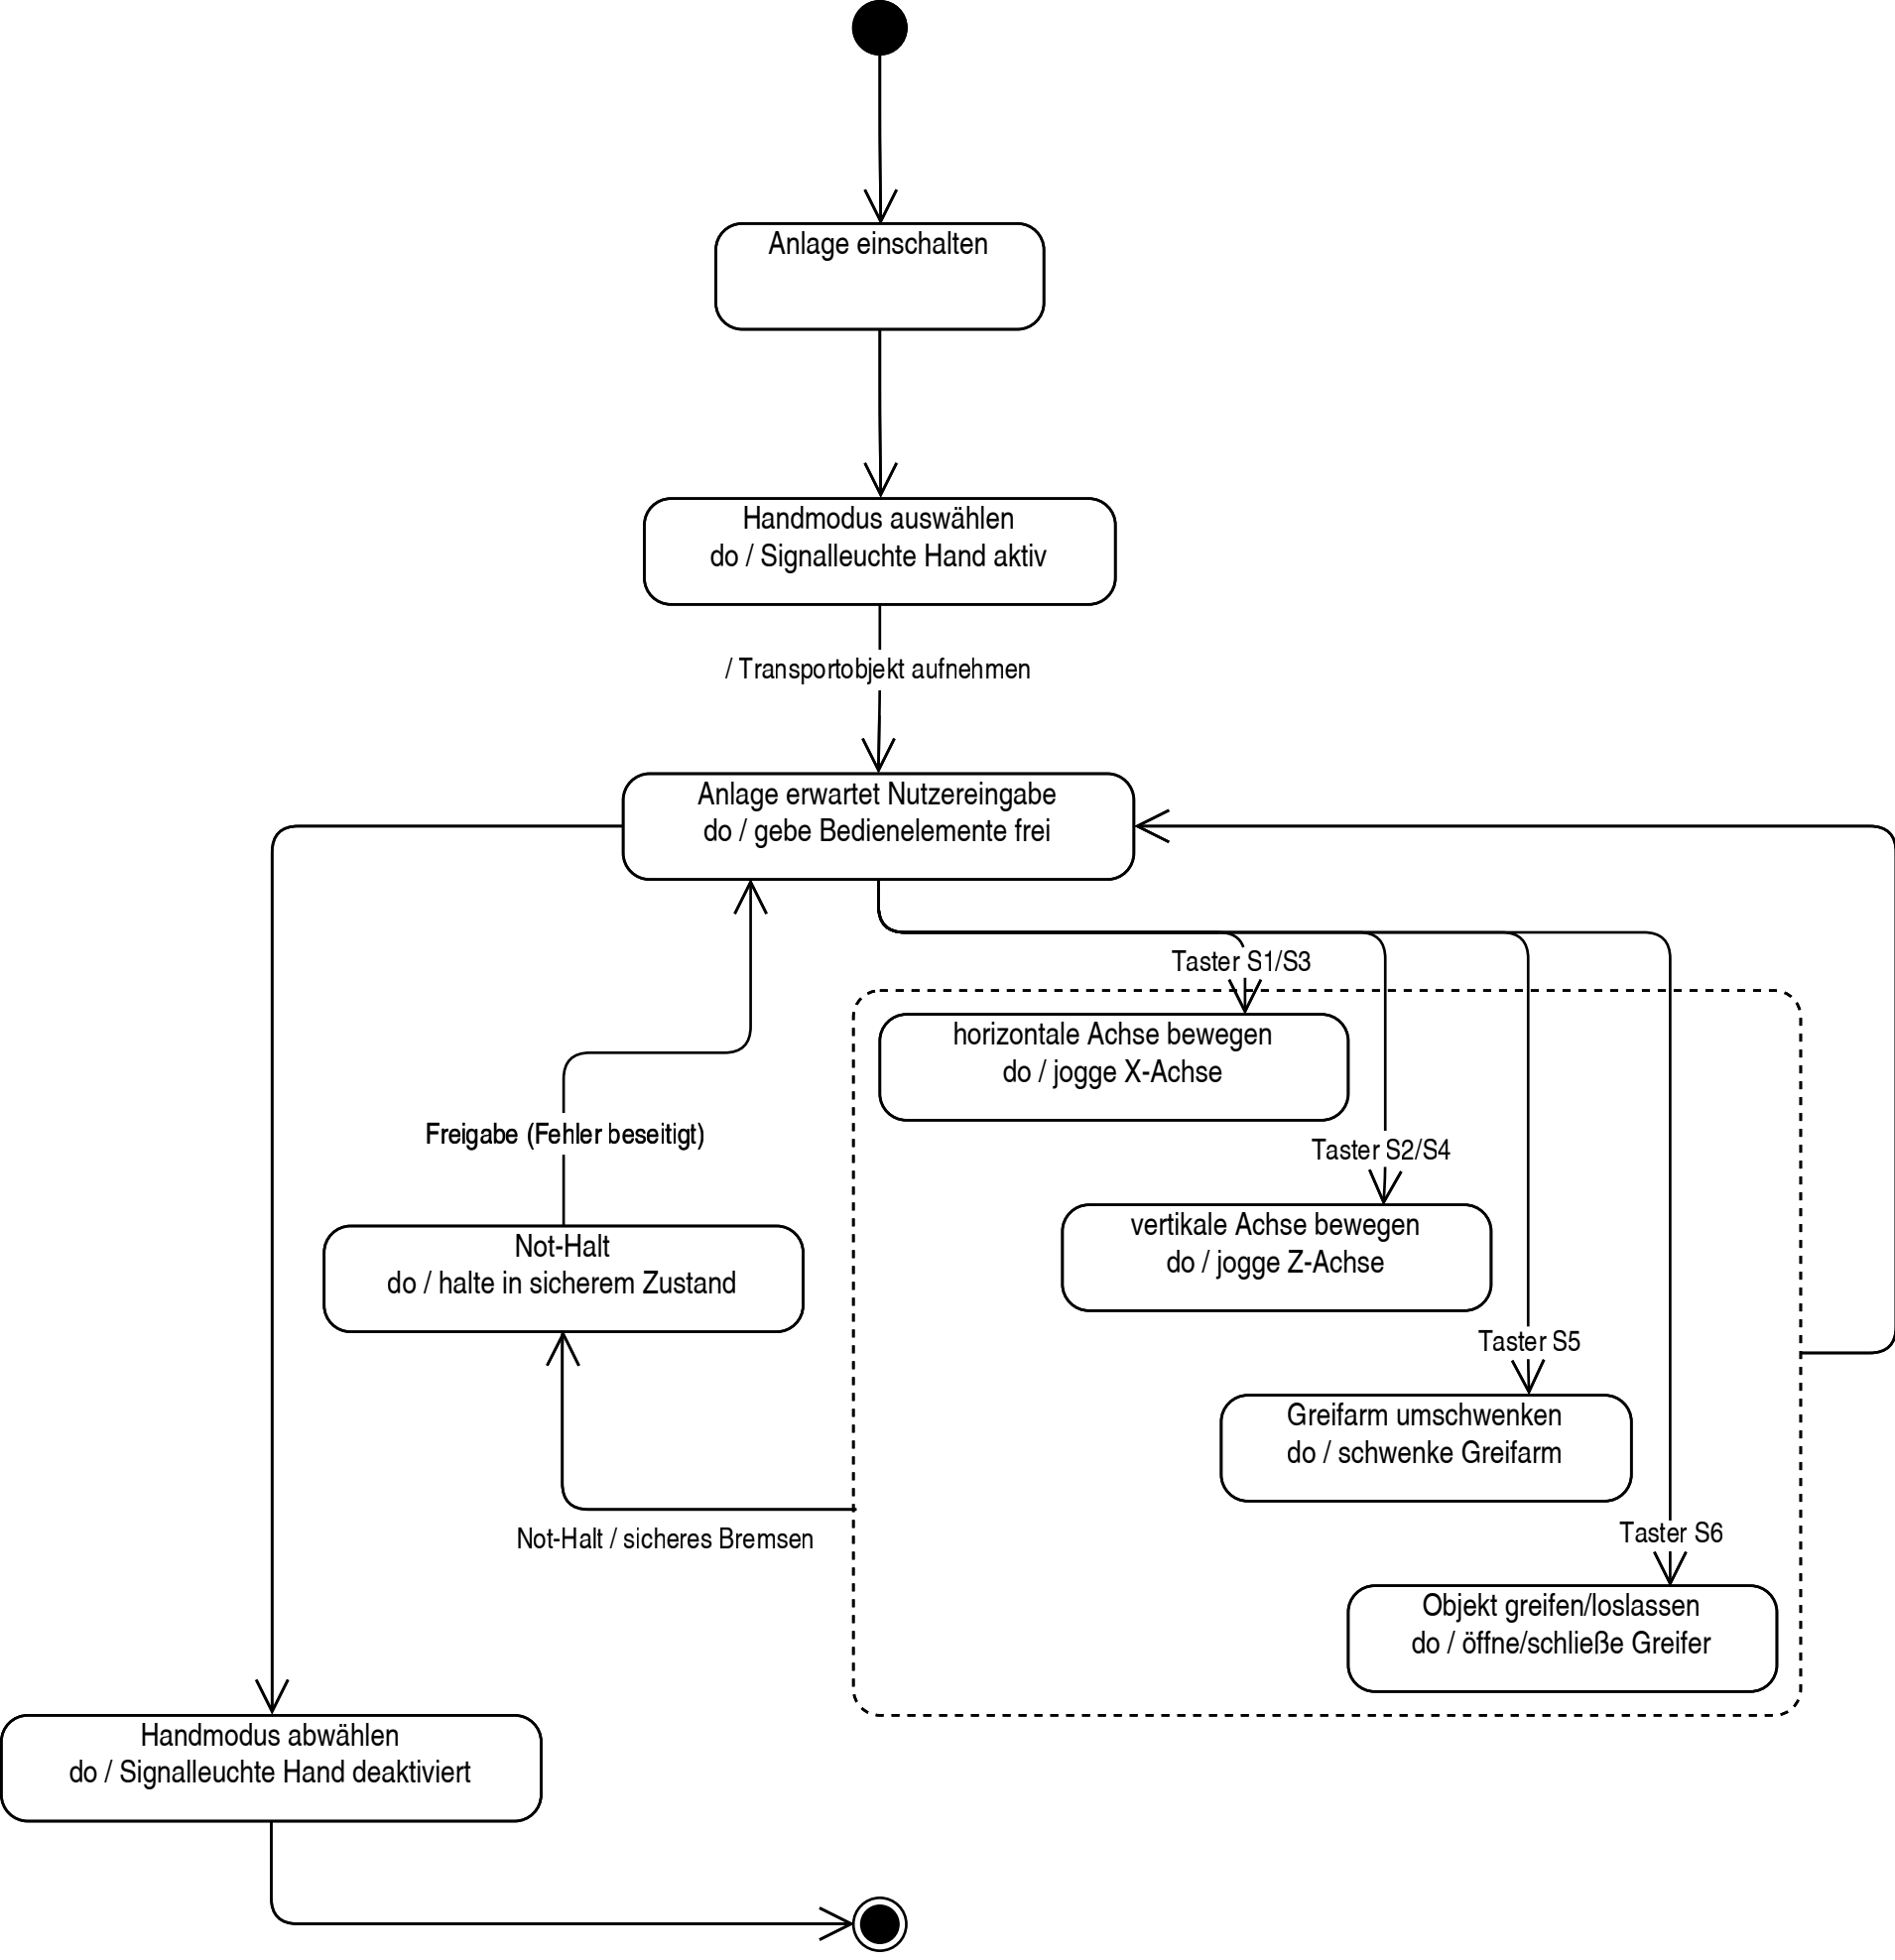 Anlage einschalten
Handmodus auswählen
do / Signalleuchte Hand aktiv
/ Transportobjekt aufnehmen
Anlage erwartet Nutzereingabe
do / gebe Bedienelemente frei
Taster S1/S3
horizontale Achse bewegen
do / jogge X-Achse
Freigabe (Fehler beseitigt)
Taster S2/S4
vertikale Achse bewegen
do / jogge Z-Achse
Not-Halt
do / halte in sicherem Zustand
Taster S5
Greifarm umschwenken
do / schwenke Greifarm
Not-Halt / sicheres Bremsen
Taster S6
Objekt greifen/loslassen
do / öffne/schließe Greifer
Handmodus abwählen
do / Signalleuchte Hand deaktiviert